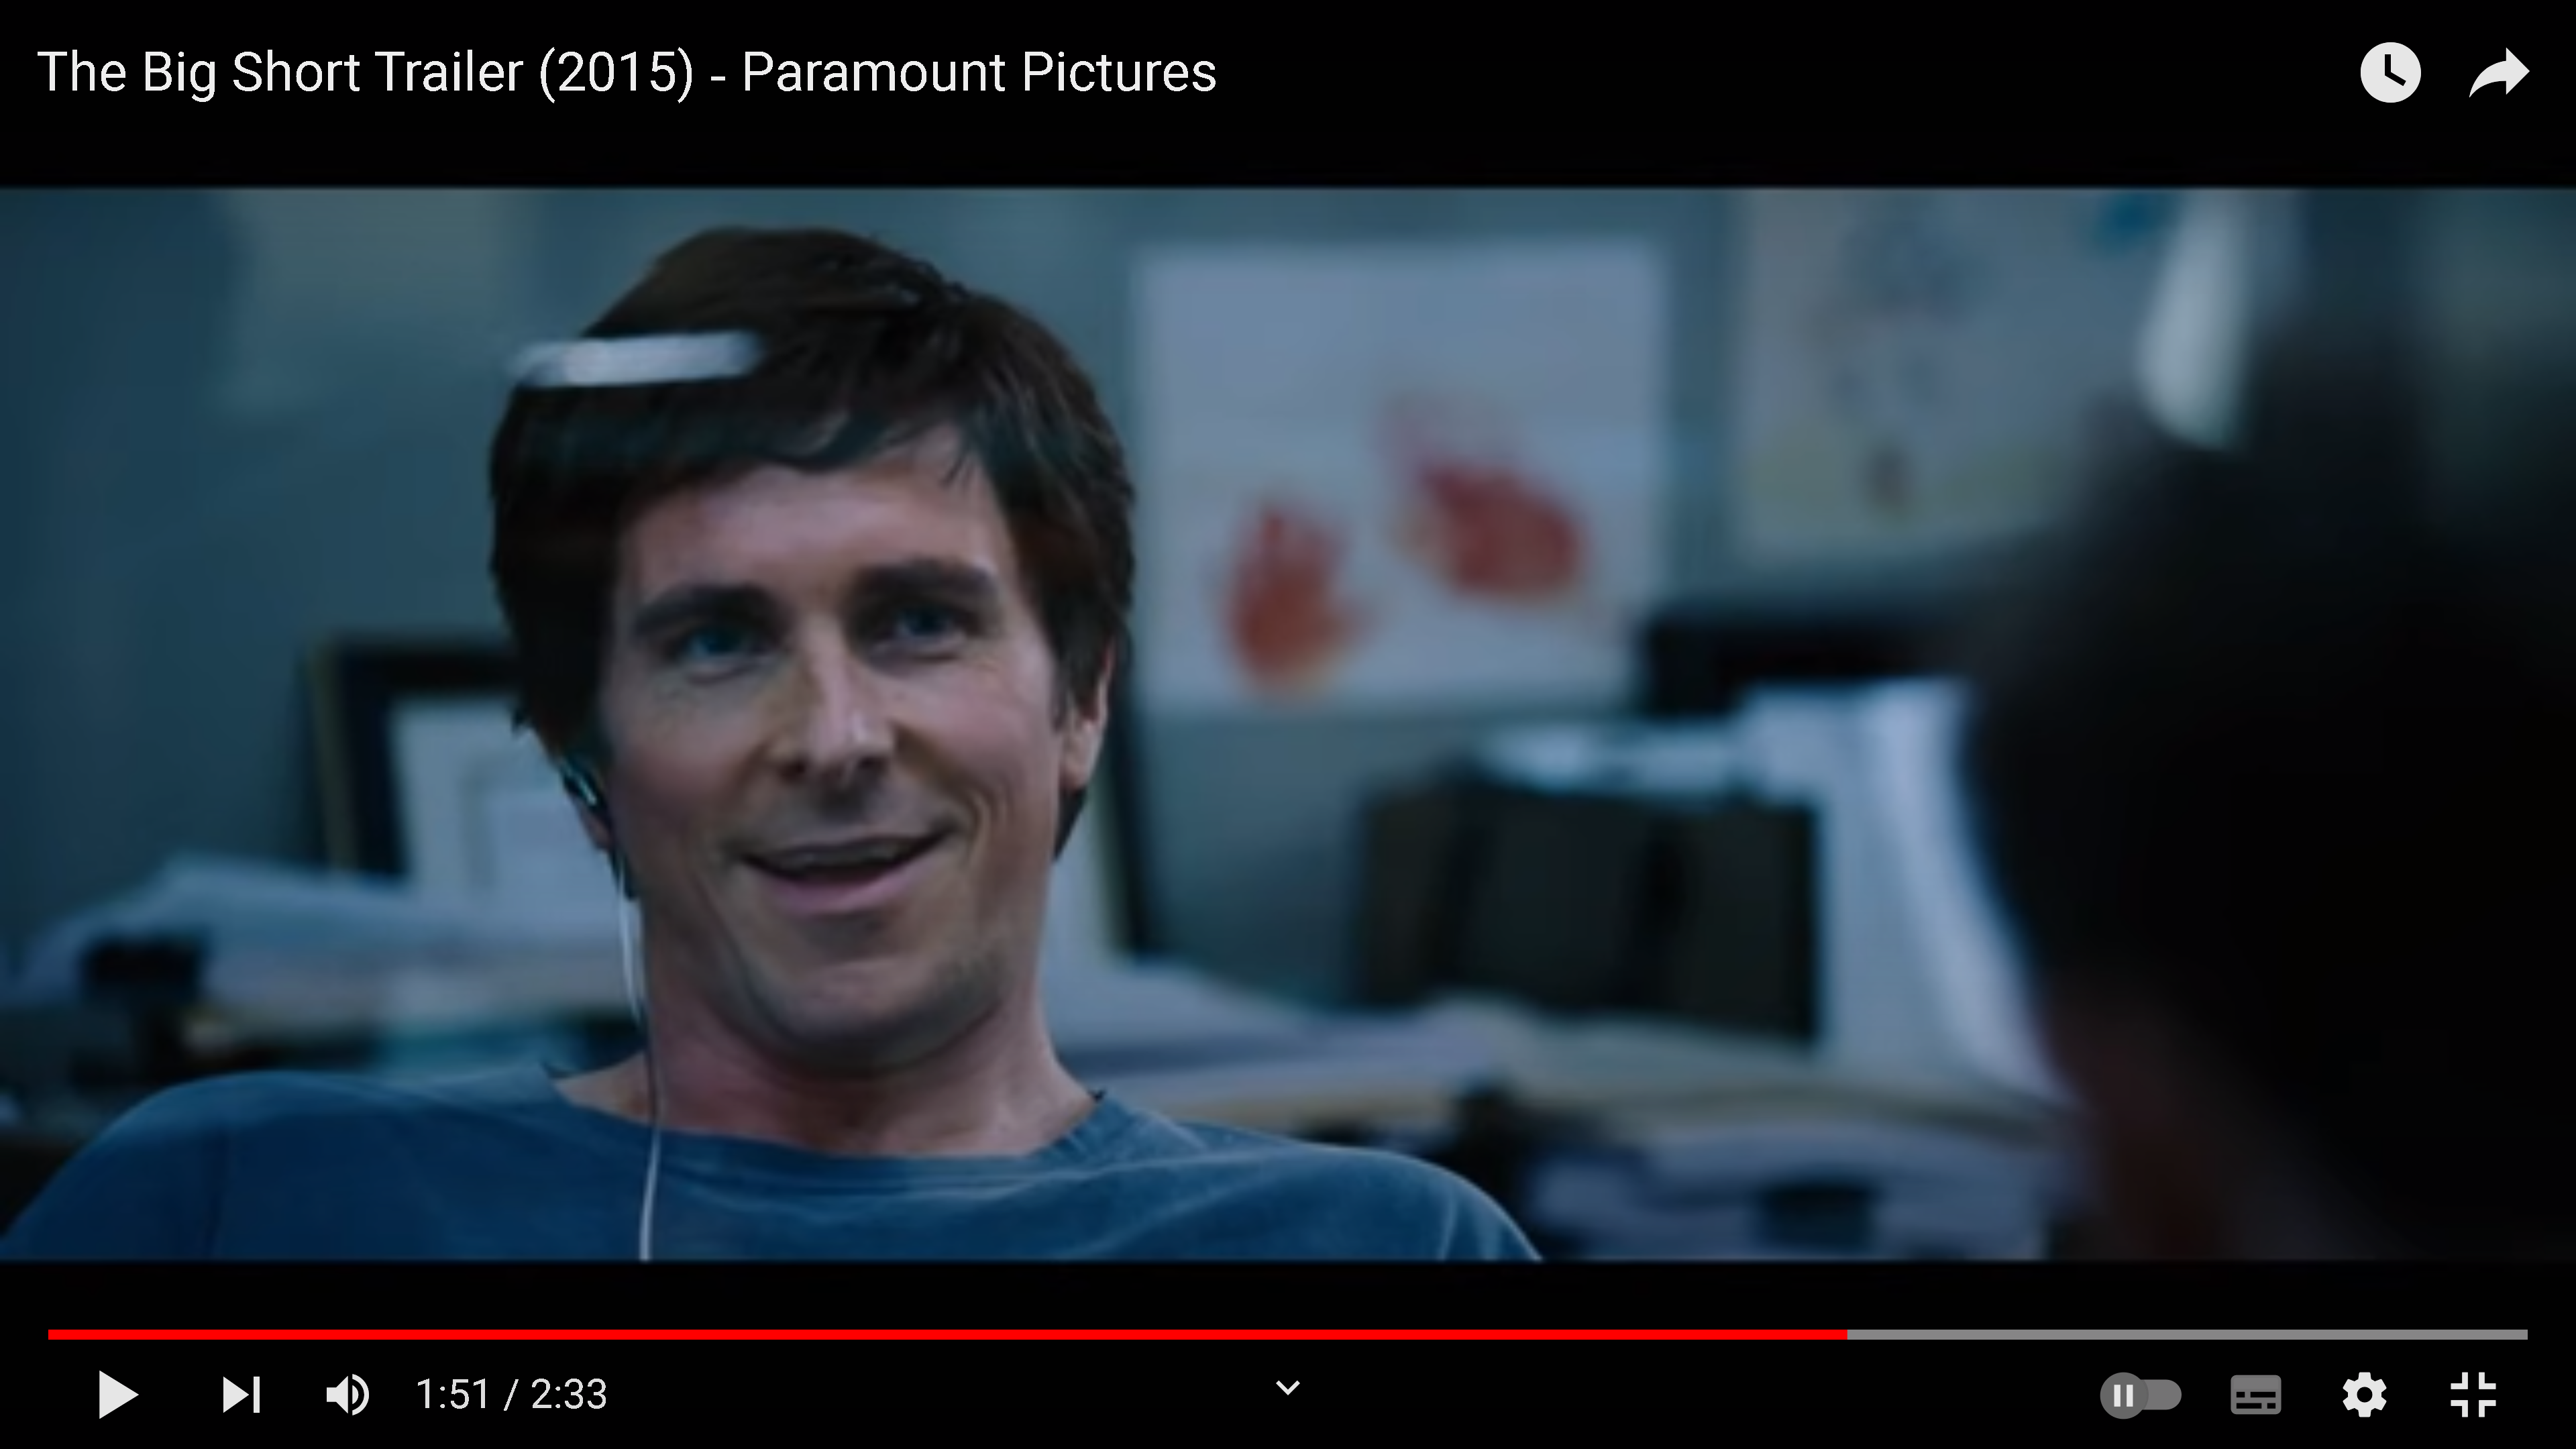 The Big Short Trailer (2015) - Paramount Pictures
1:51 / 2:33